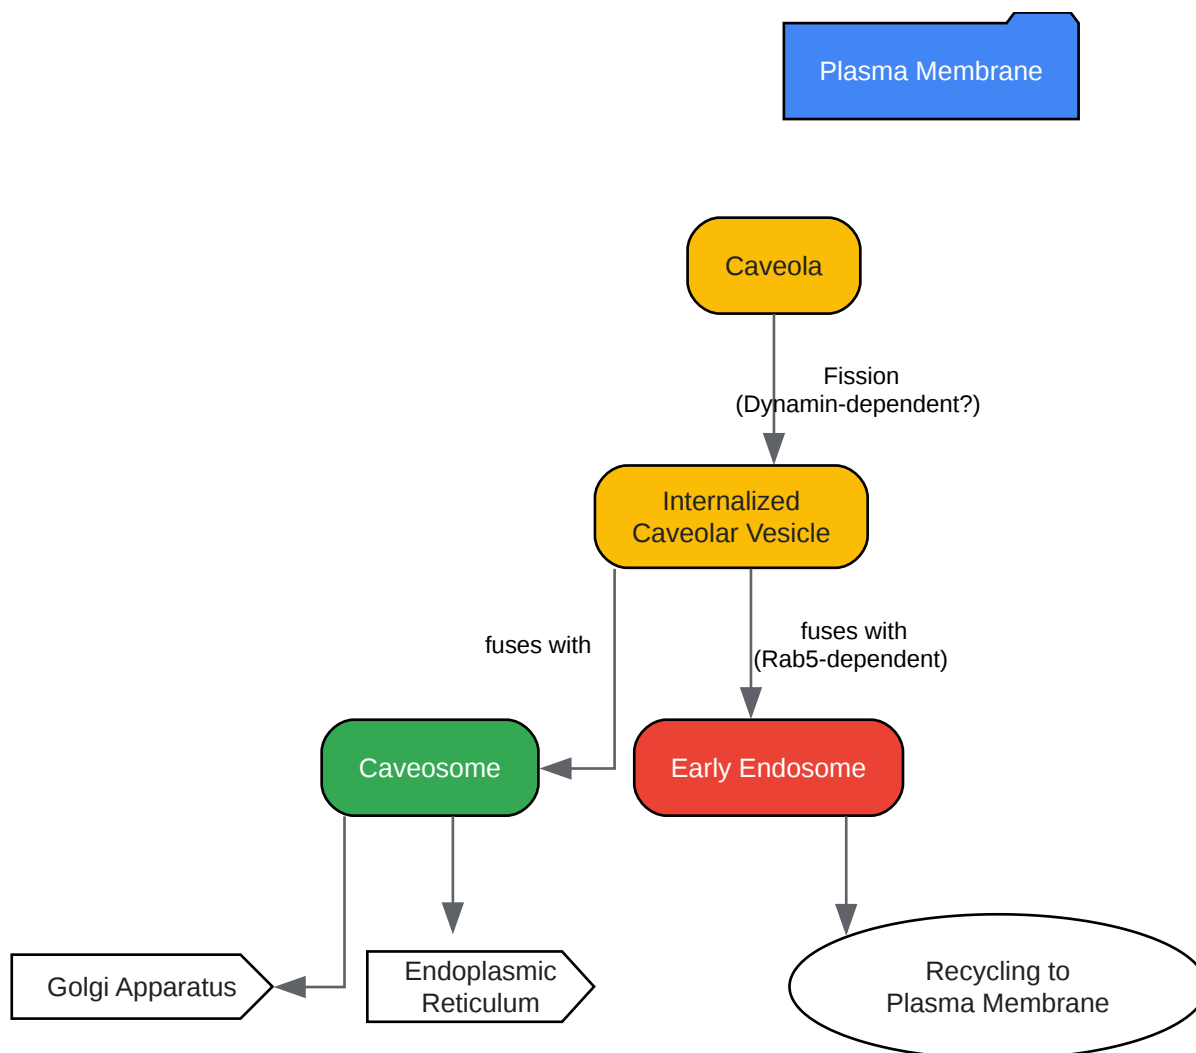 Plasma Membrane
Caveola
Fission
(Dynamin-dependent?)
Internalized
Caveolar Vesicle
fuses with
fuses with
(Rab5-dependent)
Caveosome
Early Endosome
Golgi Apparatus
Endoplasmic
Reticulum
Recycling to
Plasma Membrane